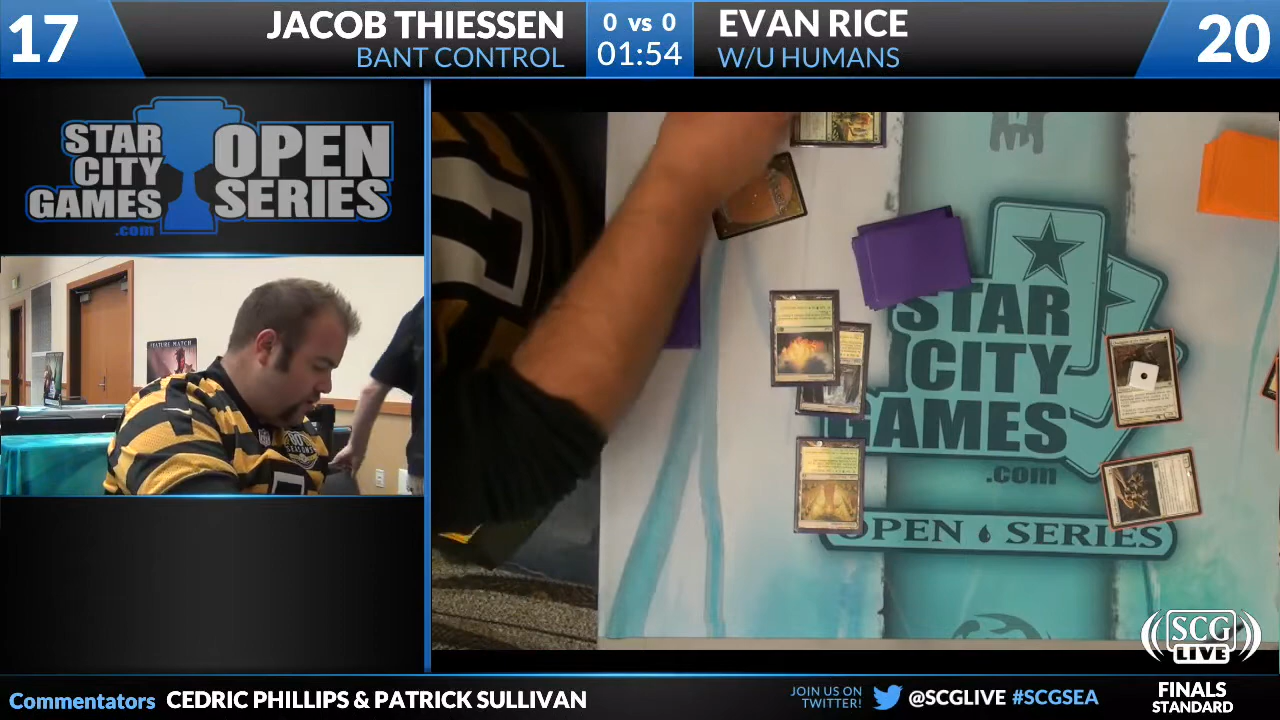 17
JACOB THIESSEN
BANT CONTROL
0 vs 0
01:54
EVAN RICE
W/U HUMANS
20
STAR
CITY
GAMES
.com
OPEN
SERIES
FEATURE MATCH
STAR
CITY
GAMES
.com
OPEN SERIES
SCG
LIVE
Commentators CEDRIC PHILLIPS & PATRICK SULLIVAN
JOIN US ON
TWITTER!
@SCGLIVE #SCGSEA
FINALS
STANDARD